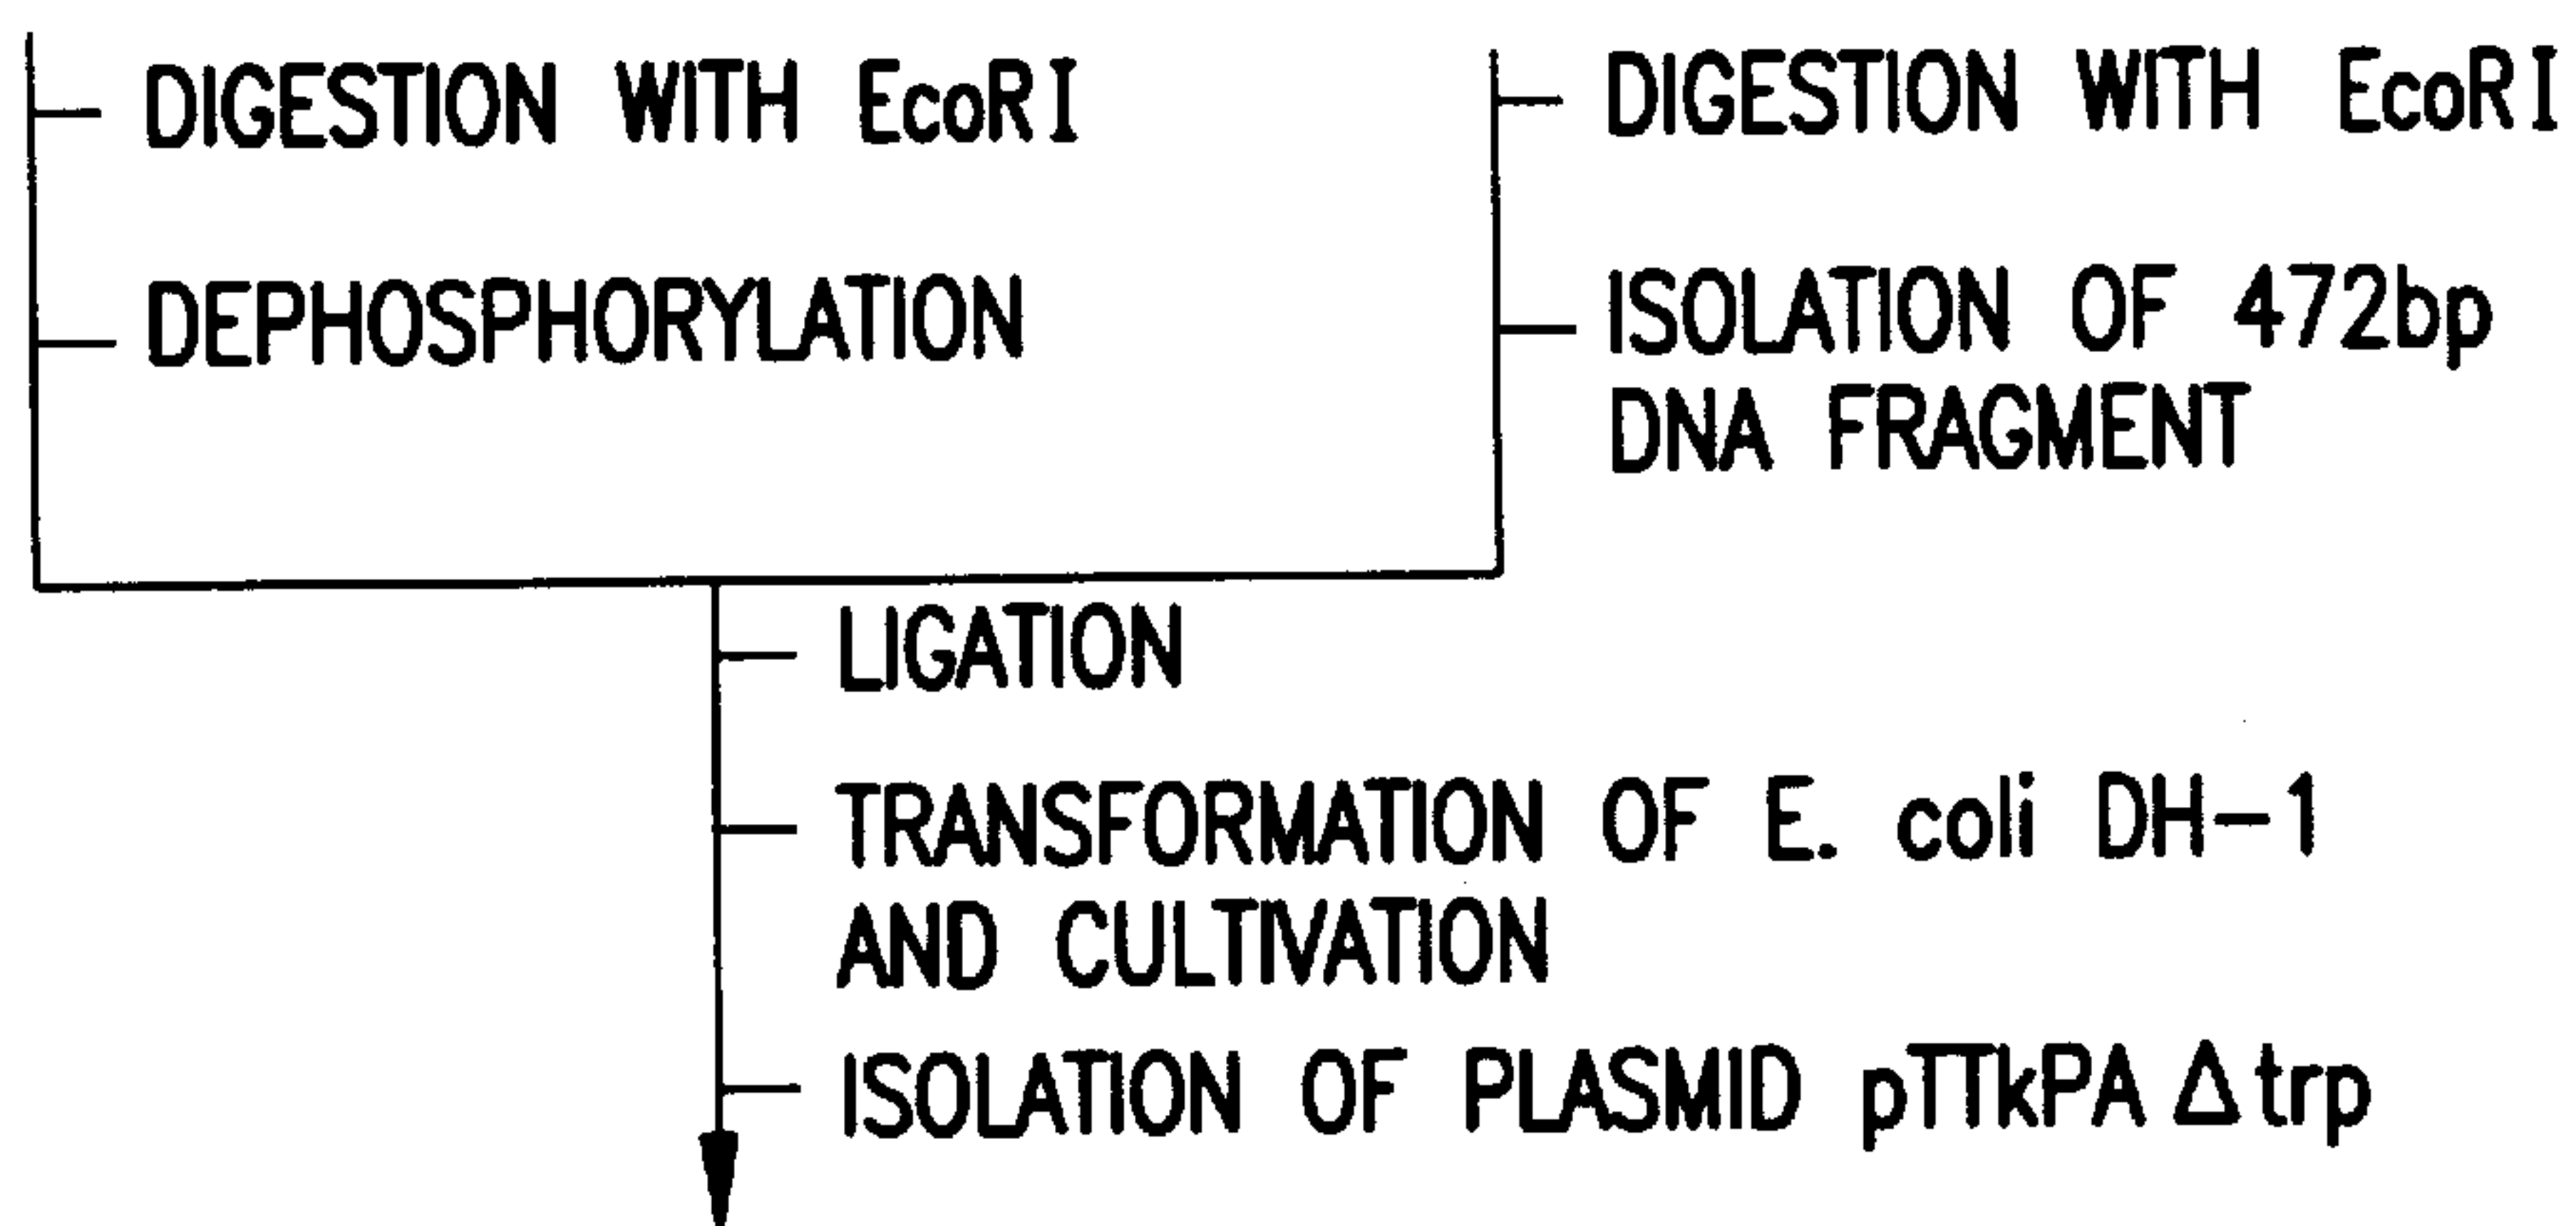 DIGESTION WITH EcoRI
DEPHOSPHORYLATION
DIGESTION WITH EcoRI
ISOLATION OF 472bp
DNA FRAGMENT
LIGATION
TRANSFORMATION OF E. coli DH-1
AND CULTIVATION
ISOLATION OF PLASMID pTTkPA Δ trp